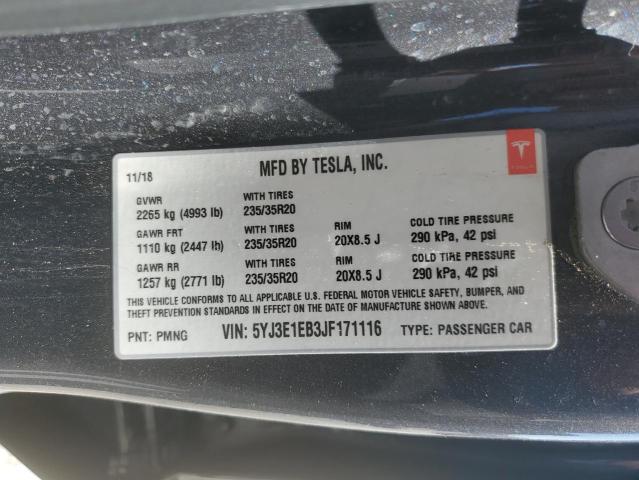 11/18
MFD BY TESLA, INC.
TESLA
GVWR WITH TIRES
2265 kg (4993 lb) 235/35R20
GAWR FRT WITH TIRES RIM COLD TIRE PRESSURE
1110 kg (2447 lb) 235/35R20 20X8.5 J 290 kPa, 42 psi
GAWR RR WITH TIRES RIM COLD TIRE PRESSURE
1257 kg (2771 lb) 235/35R20 20X8.5 J 290 kPa, 42 psi
THIS VEHICLE CONFORMS TO ALL APPLICABLE U.S. FEDERAL MOTOR VEHICLE SAFETY, BUMPER, AND
THEFT PREVENTION STANDARDS IN EFFECT ON THE DATE OF MANUFACTURE SHOWN ABOVE.
PNT: PMNG VIN: 5YJ3E1EB3JF171116 TYPE: PASSENGER CAR